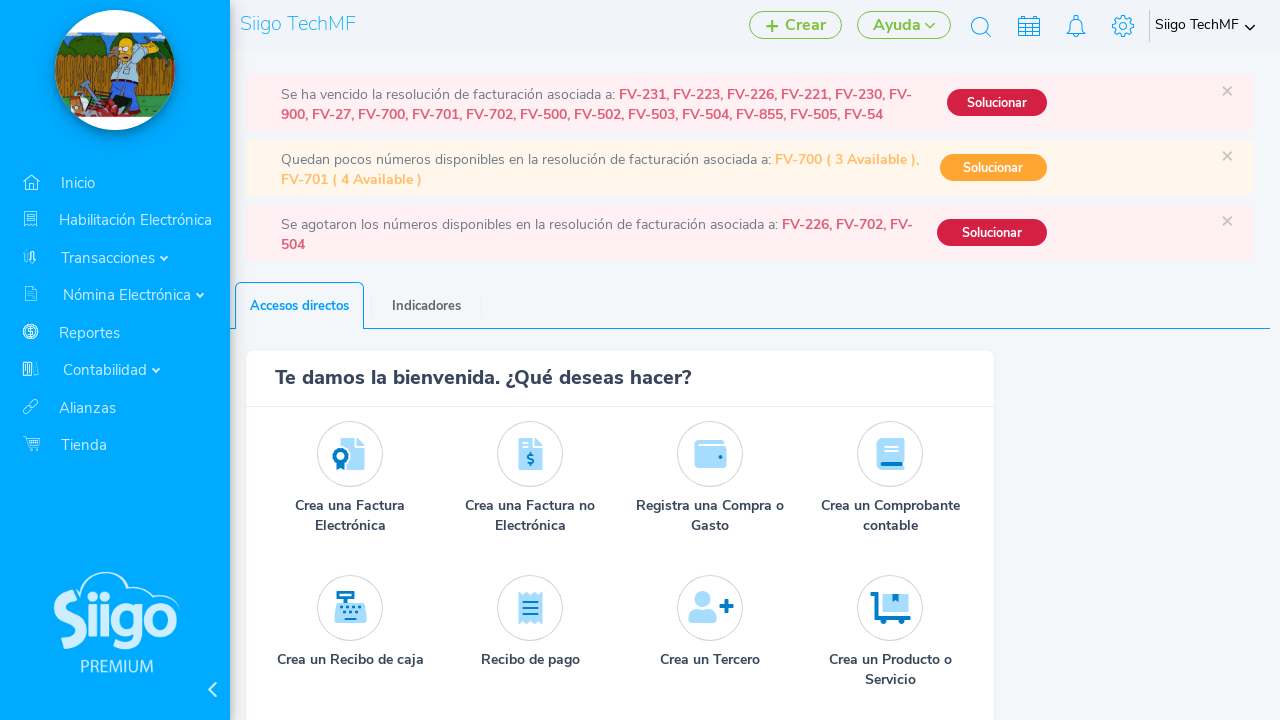 Siigo TechMF
Crear
Ayuda
Siigo TechMF
Inicio
Habilitación Electrónica
Transacciones
Nómina Electrónica
Reportes
Contabilidad
Alianzas
Tienda
Siigo
PREMIUM
Se ha vencido la resolución de facturación asociada a: FV-231, FV-223, FV-226, FV-221, FV-230, FV-
900, FV-27, FV-700, FV-701, FV-702, FV-500, FV-502, FV-503, FV-504, FV-855, FV-505, FV-54
Solucionar
×
Quedan pocos números disponibles en la resolución de facturación asociada a: FV-700 ( 3 Available ),
FV-701 ( 4 Available )
Solucionar
×
Se agotaron los números disponibles en la resolución de facturación asociada a: FV-226, FV-702, FV-
504
Solucionar
×
Accesos directos
Indicadores
Te damos la bienvenida. ¿Qué deseas hacer?
Crea una Factura
Electrónica
Crea una Factura no
Electrónica
Registra una Compra o
Gasto
Crea un Comprobante
contable
Crea un Recibo de caja
Recibo de pago
Crea un Tercero
Crea un Producto o
Servicio